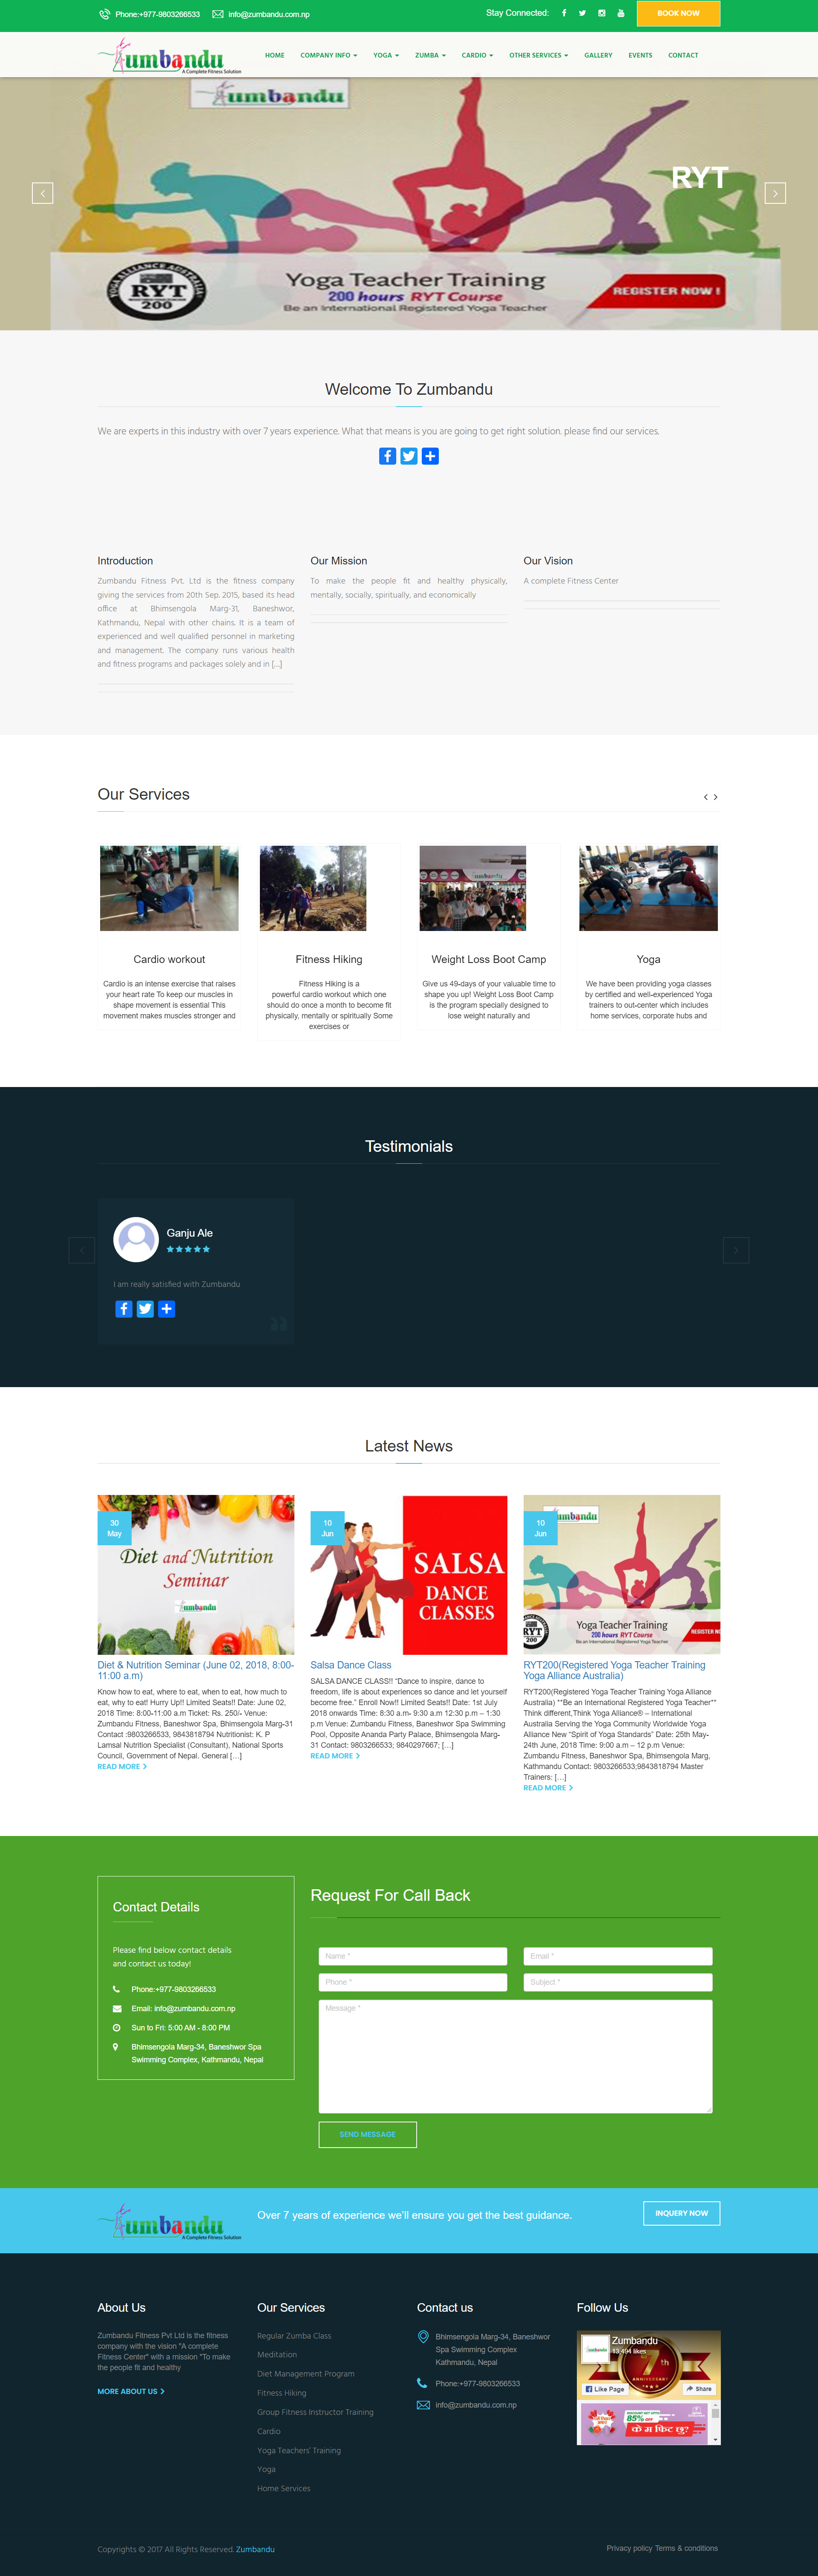 Phone:+977-9803266533 info@zumbandu.com.np Stay Connected: BOOK NOW
Zumbandu
A Complete Fitness Solution
HOME COMPANY INFO YOGA ZUMBA CARDIO OTHER SERVICES GALLERY EVENTS CONTACT
umbandu
RYT
YOGA ALLIANCE AUSTRALIA
RYT
200
Yoga Teacher Training
200 hours RYT Course
Be an International Registered Yoga Teacher
REGISTER NOW !
Welcome To Zumbandu
We are experts in this industry with over 7 years experience. What that means is you are going to get right solution. please find our services.
Introduction
Zumbandu Fitness Pvt. Ltd is the fitness company
giving the services from 20th Sep. 2015, based its head
office at Bhimsengola Marg-31, Baneshwor,
Kathmandu, Nepal with other chains. It is a team of
experienced and well qualified personnel in marketing
and management. The company runs various health
and fitness programs and packages solely and in [...]
Our Mission
To make the people fit and healthy physically,
mentally, socially, spiritually, and economically
Our Vision
A complete Fitness Center
Our Services
Cardio workout
Cardio is an intense exercise that raises
your heart rate To keep our muscles in
shape movement is essential This
movement makes muscles stronger and
Fitness Hiking
Fitness Hiking is a
powerful cardio workout which one
should do once a month to become fit
physically, mentally or spiritually Some
exercises or
Weight Loss Boot Camp
Give us 49-days of your valuable time to
shape you up! Weight Loss Boot Camp
is the program specially designed to
lose weight naturally and
Yoga
We have been providing yoga classes
by certified and well-experienced Yoga
trainers to out-center which includes
home services, corporate hubs and
Testimonials
Ganju Ale
I am really satisfied with Zumbandu
Latest News
30
May
Diet and Nutrition
Seminar
umbandu
Diet & Nutrition Seminar (June 02, 2018, 8:00-
11:00 a.m)
Know how to eat, where to eat, when to eat, how much to
eat, why to eat! Hurry Up!! Limited Seats!! Date: June 02,
2018 Time: 8:00-11:00 a.m Ticket: Rs. 250/- Venue:
Zumbandu Fitness, Baneshwor Spa, Bhimsengola Marg-31
Contact :9803266533, 9843818794 Nutritionist: K. P
Lamsal Nutrition Specialist (Consultant), National Sports
Council, Government of Nepal. General […]
READ MORE
10
Jun
SALSA
DANCE
CLASSES
Salsa Dance Class
SALSA DANCE CLASS!! “Dance to inspire, dance to
freedom, life is about experiences so dance and let yourself
become free.” Enroll Now!! Limited Seats!! Date: 1st July
2018 onwards Time: 8:30 a.m- 9:30 a.m 12:30 p.m – 1:30
p.m Venue: Zumbandu Fitness, Baneshwor Spa Swimming
Pool, Opposite Ananda Party Palace, Bhimsengola Marg-
31 Contact: 9803266533; 9840297667; […]
READ MORE
10
Jun
umbandu
RYT
200
Yoga Teacher Training
200 hours RYT Course
Be an International Registered Yoga Teacher
REGISTER N
RYT200(Registered Yoga Teacher Training
Yoga Alliance Australia)
RYT200(Registered Yoga Teacher Training Yoga Alliance
Australia) **Be an International Registered Yoga Teacher**
Think different,Think Yoga Alliance® – International
Australia Serving the Yoga Community Worldwide Yoga
Alliance New “Spirit of Yoga Standards” Date: 25th May-
24th June, 2018 Time: 9:00 a.m – 12 p.m Venue:
Zumbandu Fitness, Baneshwor Spa, Bhimsengola Marg,
Kathmandu Contact: 9803266533,9843818794 Master
Trainers: […]
READ MORE
Contact Details
Please find below contact details
and contact us today!
Phone:+977-9803266533
Email: info@zumbandu.com.np
Sun to Fri: 5:00 AM - 8:00 PM
Bhimsengola Marg-34, Baneshwor Spa
Swimming Complex, Kathmandu, Nepal
Request For Call Back
Name * Email *
Phone * Subject *
Message *
SEND MESSAGE
Zumbandu
A Complete Fitness Solution
Over 7 years of experience we’ll ensure you get the best guidance.
INQUERY NOW
About Us
Zumbandu Fitness Pvt Ltd is the fitness
company with the vision "A complete
Fitness Center" with a mission "To make
the people fit and healthy
MORE ABOUT US
Our Services
Regular Zumba Class
Meditation
Diet Management Program
Fitness Hiking
Group Fitness Instructor Training
Cardio
Yoga Teachers’ Training
Yoga
Home Services
Contact us
Bhimsengola Marg-34, Baneshwor
Spa Swimming Complex
Kathmandu, Nepal
Phone:+977-9803266533
info@zumbandu.com.np
Follow Us
Zumbandu
13,494 likes
7th
ANNIVERSARY
Like Page Share
85% OFF
के म फिट छु?
Copyrights © 2017 All Rights Reserved. Zumbandu
Privacy policy Terms & conditions